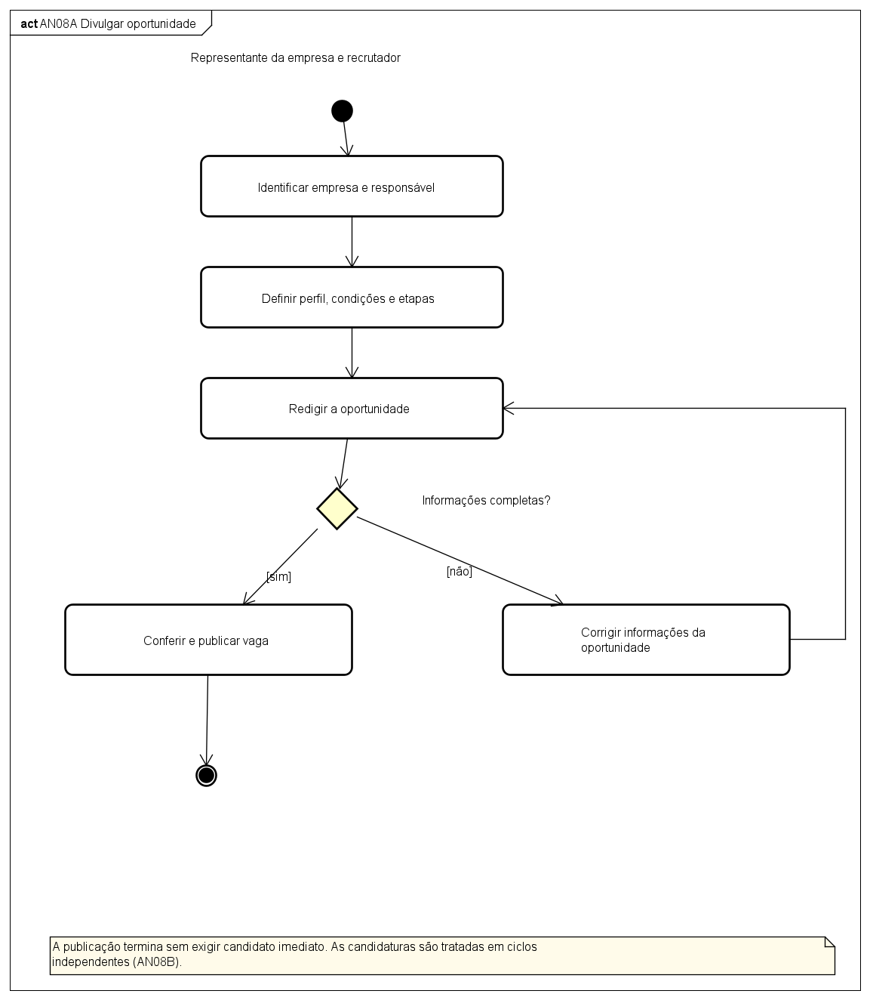 act AN08A Divulgar oportunidade
Representante da empresa e recrutador
Identificar empresa e responsável
Definir perfil, condições e etapas
Redigir a oportunidade
Informações completas?
[sim]
[não]
Conferir e publicar vaga
Corrigir informações da
oportunidade
A publicação termina sem exigir candidato imediato. As candidaturas são tratadas em ciclos
independentes (AN08B).